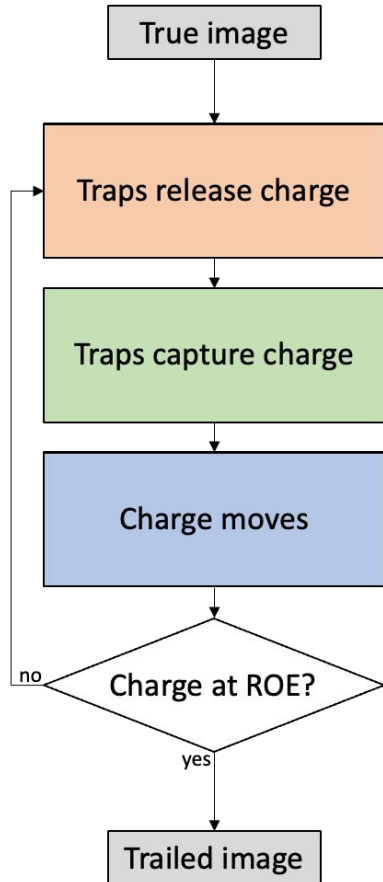 True image
Traps release charge
Traps capture charge
Charge moves
Charge at ROE?
no
yes
Trailed image